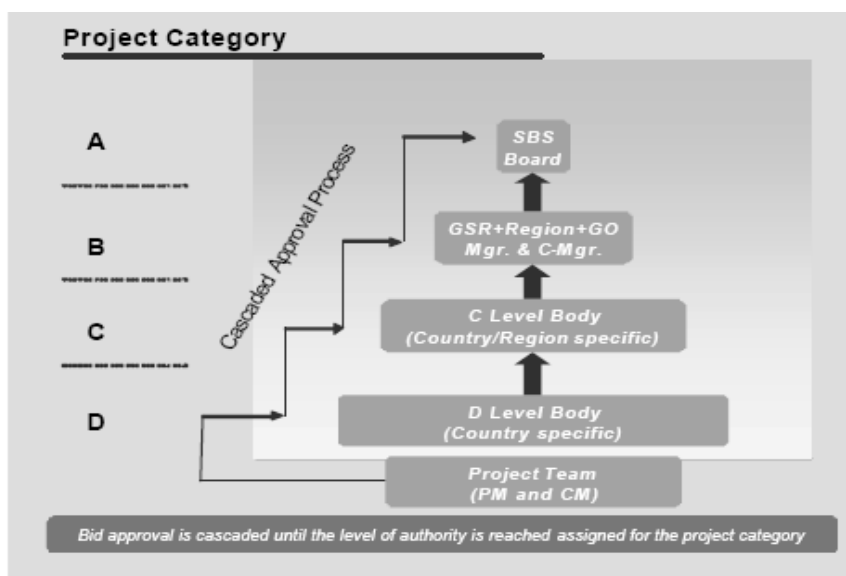 Project Category
A
SBS
Board
Cascaded Approval Process
B
GSR+Region+GO
Mgr. & C-Mgr.
C
C Level Body
(Country/Region specific)
D
D Level Body
(Country specific)
Project Team
(PM and CM)
Bid approval is cascaded until the level of authority is reached assigned for the project category